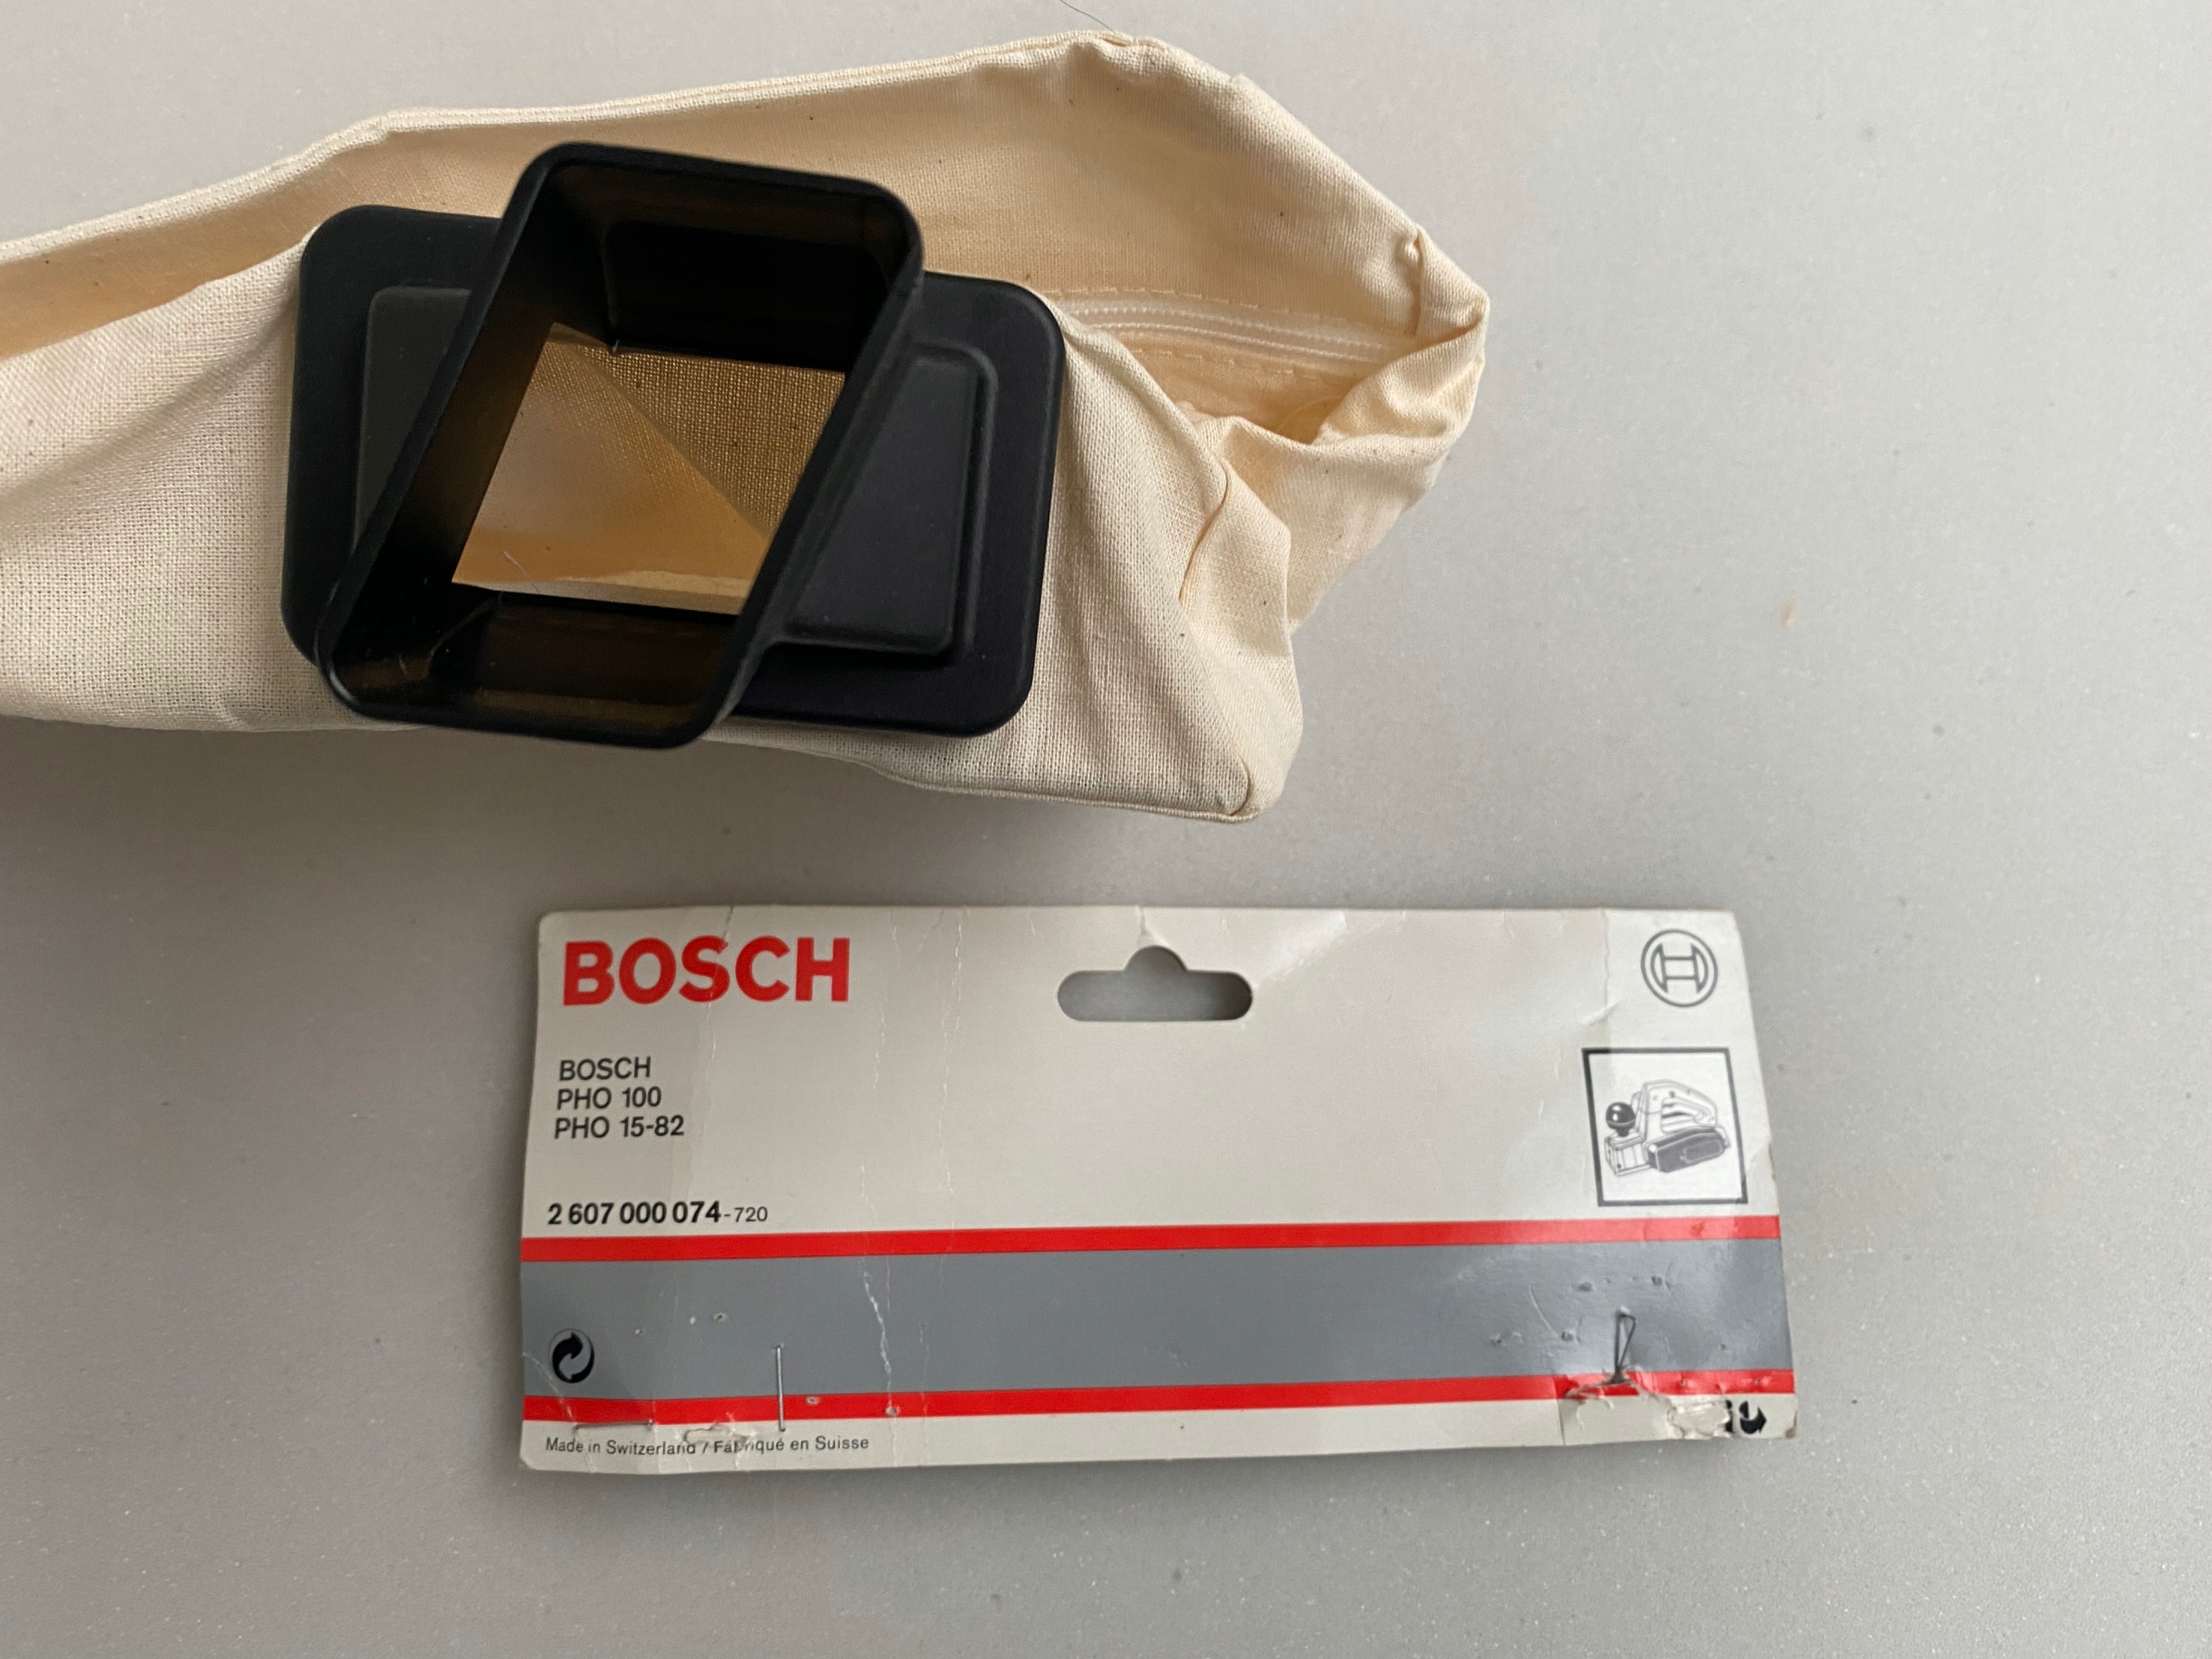 BOSCH
BOSCH
PHO 100
PHO 15-82
2 607 000 074-720
Made in Switzerland / Fabriqué en Suisse